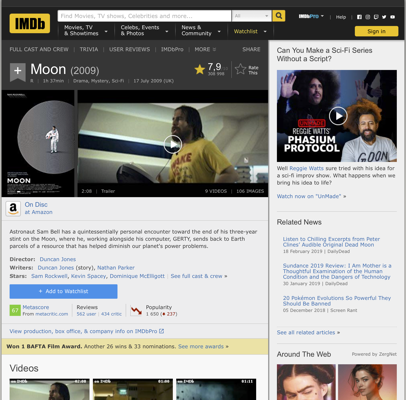 IMDb
Find Movies, TV shows, Celebrities and more...
All
IMDbPro
Help
Movies, TV & Showtimes
Celebs, Events & Photos
News & Community
Watchlist
Sign in
FULL CAST AND CREW | TRIVIA | USER REVIEWS | IMDbPro | MORE
SHARE
Moon (2009)
7,9
Rate This
1h 37min | Drama, Mystery, Sci-Fi | 17 July 2009 (UK)
MOON
2:08 | Trailer
9 VIDEOS | 106 IMAGES
On Disc
at Amazon
Astronaut Sam Bell has a quintessentially personal encounter toward the end of his three-year
stint on the Moon, where he, working alongside his computer, GERTY, sends back to Earth
parcels of a resource that has helped diminish our planet's power problems.
Director: Duncan Jones
Writers: Duncan Jones (story), Nathan Parker
Stars: Sam Rockwell, Kevin Spacey, Dominique McElligott | See full cast & crew »
+ Add to Watchlist
67
Metascore
From metacritic.com
Reviews
562 user | 434 critic
Popularity
1 650 (237)
View production, box office, & company info on IMDbPro
Won 1 BAFTA Film Award. Another 26 wins & 33 nominations. See more awards »
Videos
Can You Make a Sci-Fi Series
Without a Script?
REGGIE WATTS'
PHASIUM
PROTOCOL
Well Reggie Watts sure tried with his idea for
a sci-fi improv show. What happens when we
bring his idea to life?
Watch now on "UnMade" »
Related News
Listen to Chilling Excerpts from Peter
Clines' Audible Original Dead Moon
18 February 2019 | DailyDead
Sundance 2019 Review: I Am Mother is a
Thoughtful Examination of the Human
Condition and the Dangers of Technology
30 January 2019 | DailyDead
20 Pokémon Evolutions So Powerful They
Should Be Banned
05 December 2018 | Screen Rant
See all related articles »
Around The Web
Powered by ZergNet